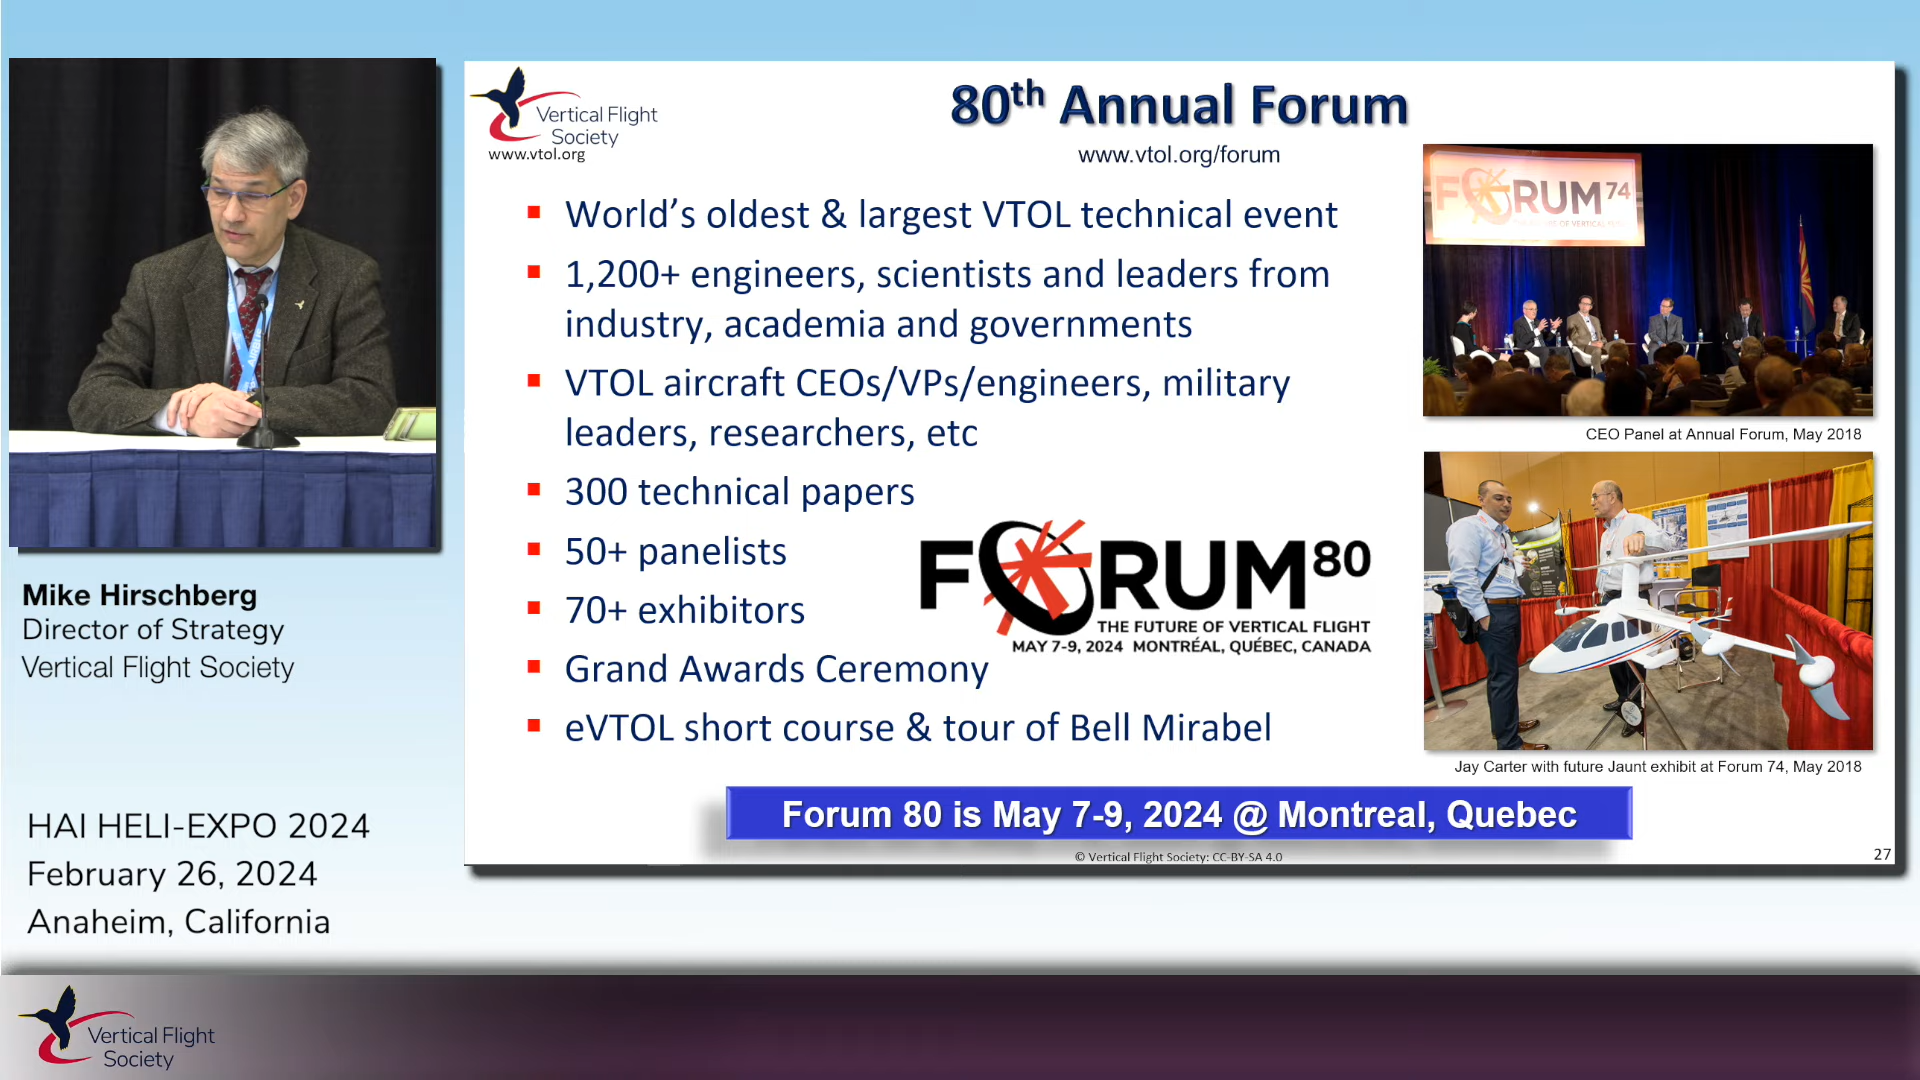 Vertical Flight
Society
www.vtol.org
80th Annual Forum
www.vtol.org/forum
World's oldest & largest VTOL technical event
1,200+ engineers, scientists and leaders from
industry, academia and governments
VTOL aircraft CEOs/VPs/engineers, military
leaders, researchers, etc
300 technical papers
50+ panelists
70+ exhibitors
Grand Awards Ceremony
eVTOL short course & tour of Bell Mirabel
FORUM 80
THE FUTURE OF VERTICAL FLIGHT
MAY 7-9, 2024 MONTRÉAL, QUÉBEC, CANADA
FORUM 74
CEO Panel at Annual Forum, May 2018
Jay Carter with future Jaunt exhibit at Forum 74, May 2018
Forum 80 is May 7-9, 2024 @ Montreal, Quebec
© Vertical Flight Society: CC-BY-SA 4.0
27
Mike Hirschberg
Director of Strategy
Vertical Flight Society
HAI HELI-EXPO 2024
February 26, 2024
Anaheim, California
Vertical Flight
Society